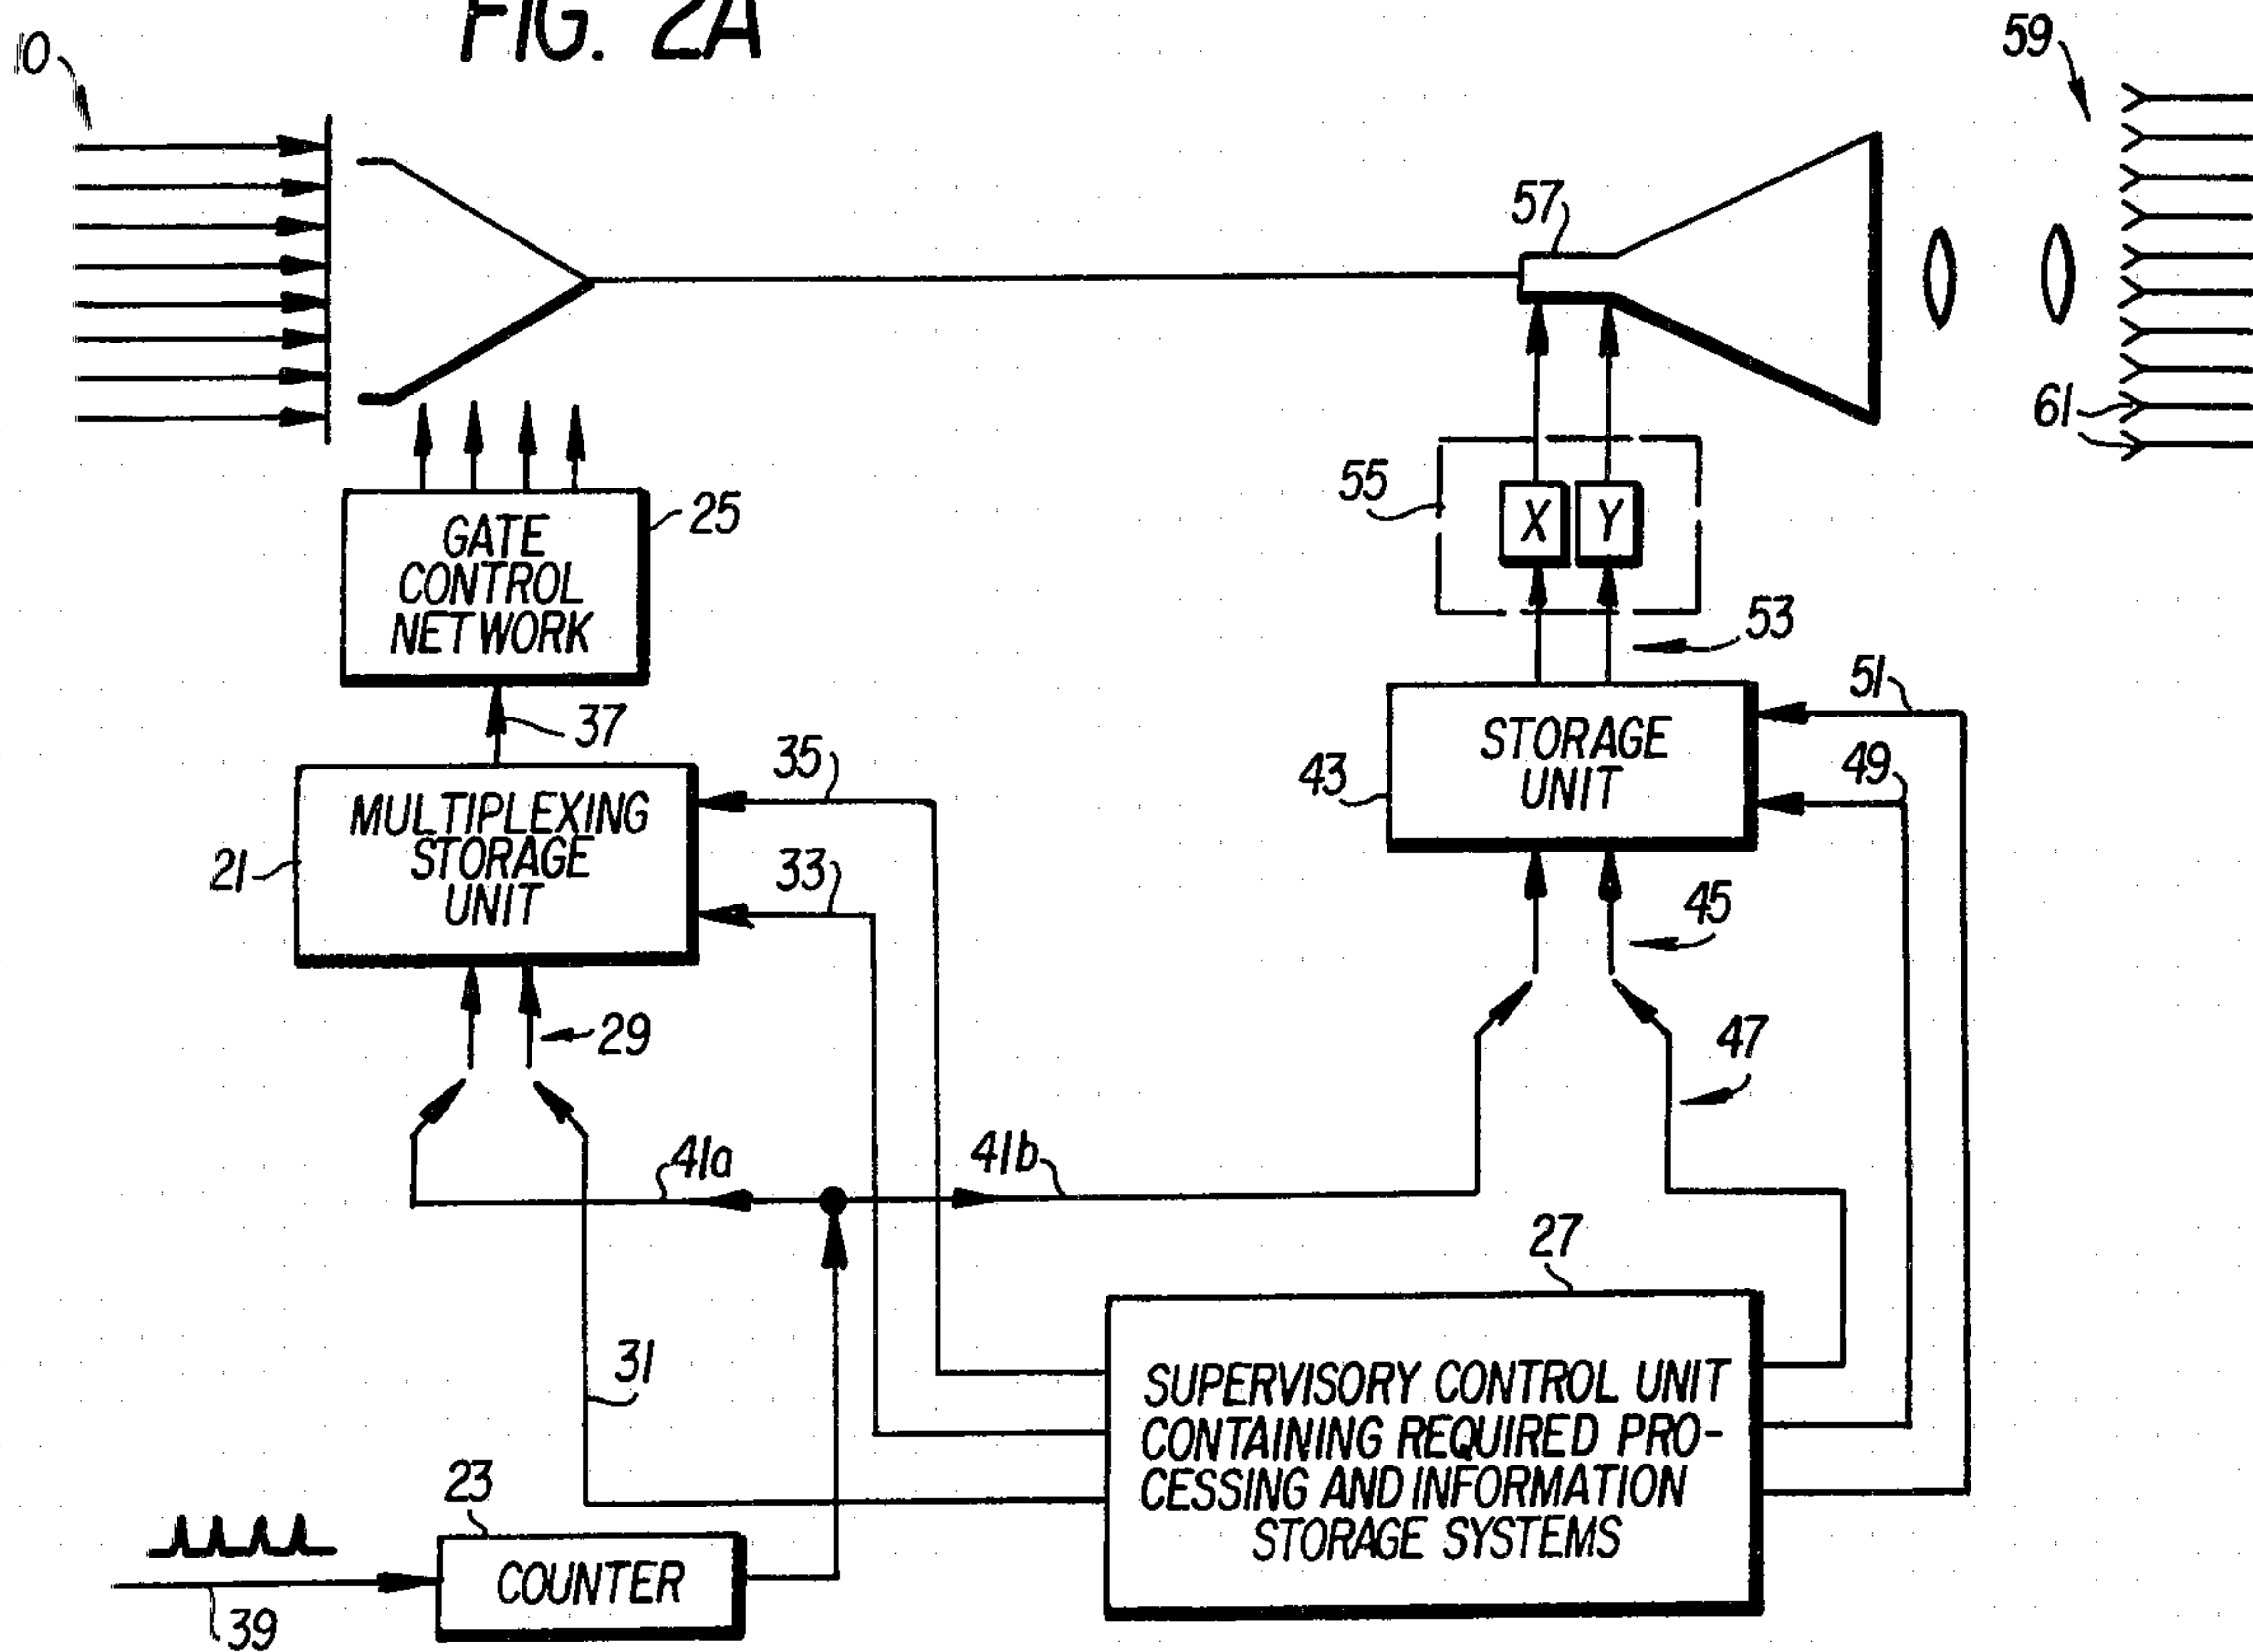 FIG. 2A
10
59
57
61
25
GATE
CONTROL
NETWORK
55
X
Y
53
37
51
STORAGE
UNIT
43
49
35
MULTIPLEXING
STORAGE
UNIT
21
33
45
29
47
41a
41b
27
31
SUPERVISORY CONTROL UNIT
CONTAINING REQUIRED PRO-
CESSING AND INFORMATION
STORAGE SYSTEMS
23
COUNTER
39